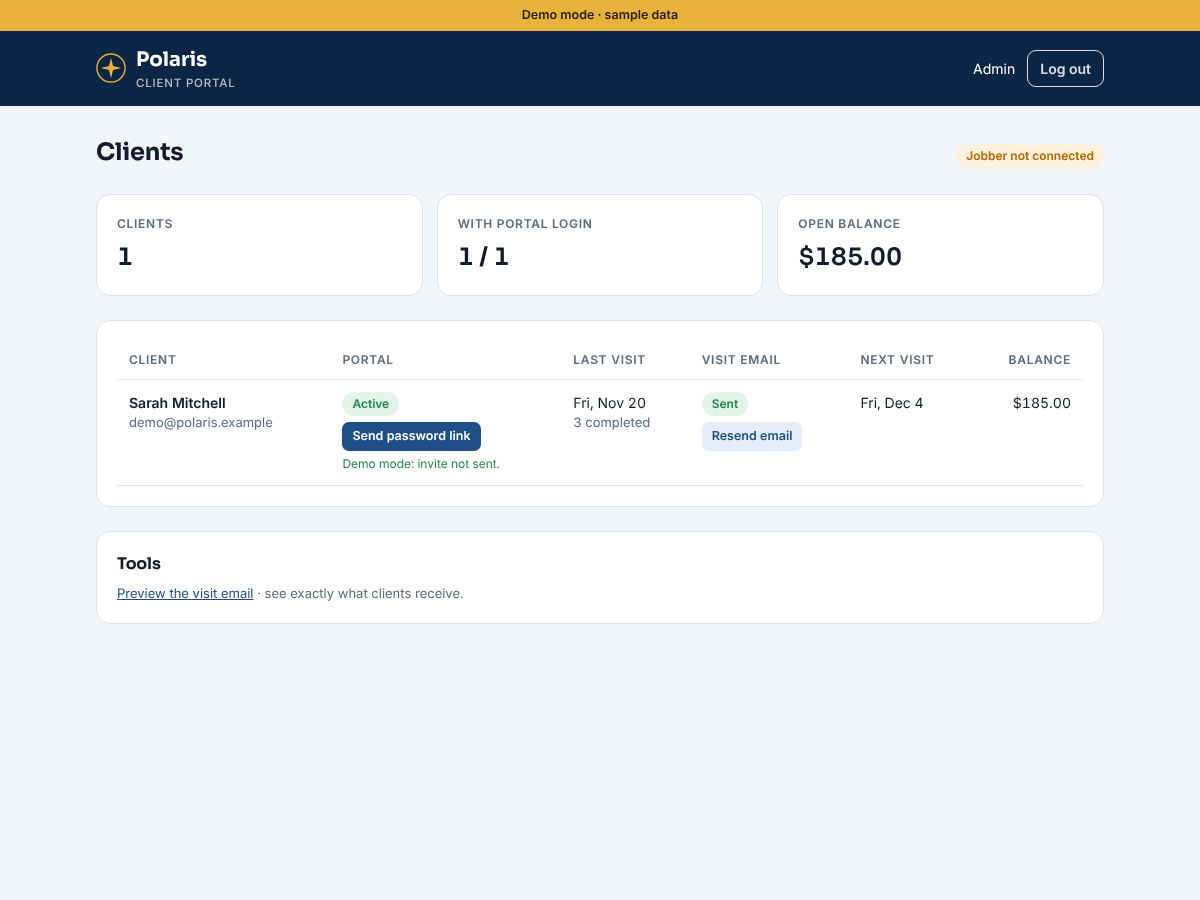 Demo mode · sample data
Polaris
CLIENT PORTAL
Admin
Log out
Clients
Jobber not connected
CLIENTS
1
WITH PORTAL LOGIN
1 / 1
OPEN BALANCE
$185.00
CLIENT PORTAL LAST VISIT VISIT EMAIL NEXT VISIT BALANCE
Sarah Mitchell Active Fri, Nov 20 Sent Fri, Dec 4 $185.00
demo@polaris.example 3 completed
Send password link Resend email
Demo mode: invite not sent.
Tools
Preview the visit email · see exactly what clients receive.